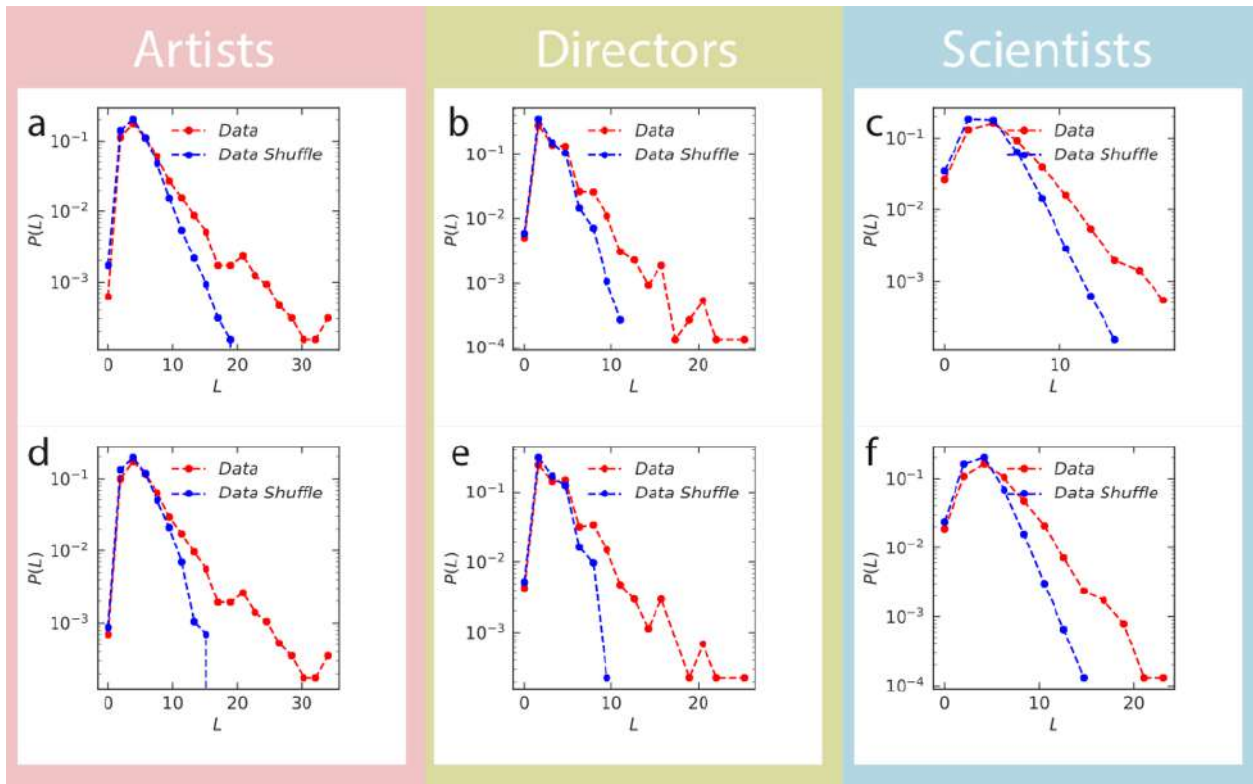 Artists
Directors
Scientists
a
10⁻¹
10⁻²
10⁻³
P(L)
Data
Data Shuffle
0 10 20 30
L
b
10⁻¹
10⁻²
10⁻³
10⁻⁴
P(L)
Data
Data Shuffle
0 10 20
L
c
10⁻¹
10⁻²
10⁻³
P(L)
Data
Data Shuffle
0 10
L
d
10⁻¹
10⁻²
10⁻³
P(L)
Data
Data Shuffle
0 10 20 30
L
e
10⁻¹
10⁻²
10⁻³
P(L)
Data
Data Shuffle
0 10 20
L
f
10⁻¹
10⁻²
10⁻³
10⁻⁴
P(L)
Data
Data Shuffle
0 10 20
L